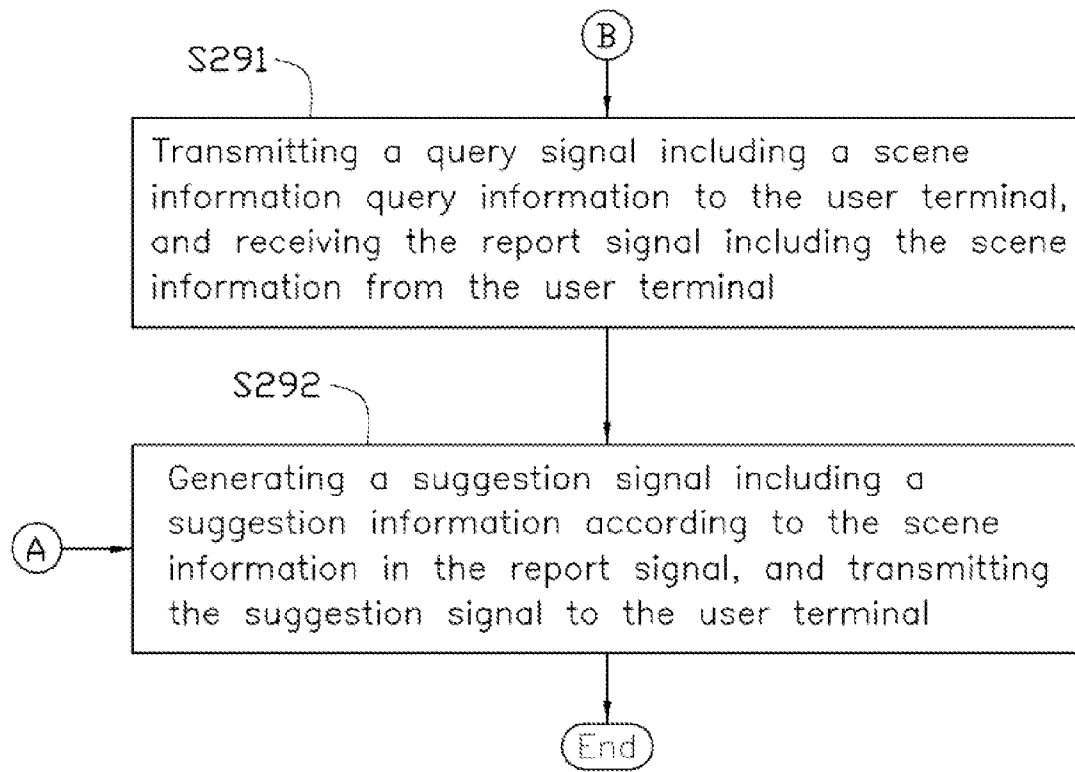 B
S291
Transmitting a query signal including a scene
information query information to the user terminal,
and receiving the report signal including the scene
information from the user terminal
S292
Generating a suggestion signal including a
suggestion information according to the scene
information in the report signal, and transmitting
the suggestion signal to the user terminal
A
End